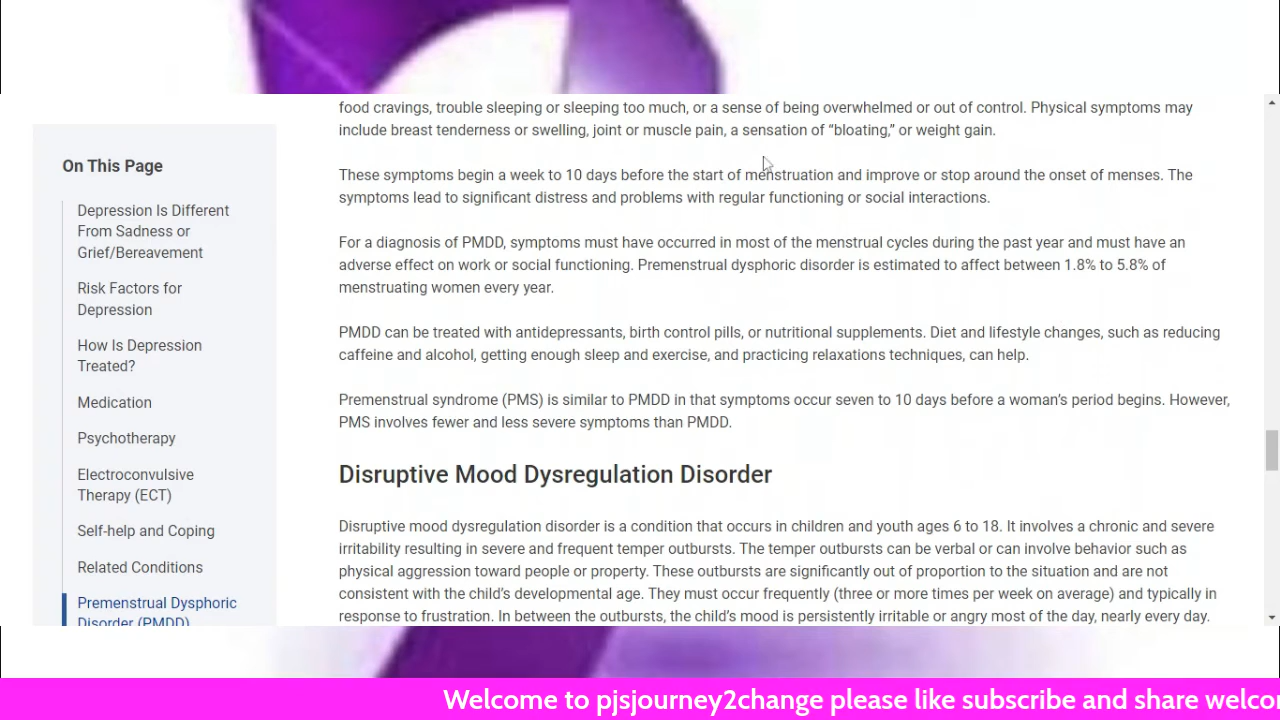 food cravings, trouble sleeping or sleeping too much, or a sense of being overwhelmed or out of control. Physical symptoms may
include breast tenderness or swelling, joint or muscle pain, a sensation of “bloating,” or weight gain.
These symptoms begin a week to 10 days before the start of menstruation and improve or stop around the onset of menses. The
symptoms lead to significant distress and problems with regular functioning or social interactions.
For a diagnosis of PMDD, symptoms must have occurred in most of the menstrual cycles during the past year and must have an
adverse effect on work or social functioning. Premenstrual dysphoric disorder is estimated to affect between 1.8% to 5.8% of
menstruating women every year.
PMDD can be treated with antidepressants, birth control pills, or nutritional supplements. Diet and lifestyle changes, such as reducing
caffeine and alcohol, getting enough sleep and exercise, and practicing relaxations techniques, can help.
Premenstrual syndrome (PMS) is similar to PMDD in that symptoms occur seven to 10 days before a woman’s period begins. However,
PMS involves fewer and less severe symptoms than PMDD.
Disruptive Mood Dysregulation Disorder
Disruptive mood dysregulation disorder is a condition that occurs in children and youth ages 6 to 18. It involves a chronic and severe
irritability resulting in severe and frequent temper outbursts. The temper outbursts can be verbal or can involve behavior such as
physical aggression toward people or property. These outbursts are significantly out of proportion to the situation and are not
consistent with the child’s developmental age. They must occur frequently (three or more times per week on average) and typically in
response to frustration. In between the outbursts, the child’s mood is persistently irritable or angry most of the day, nearly every day.
On This Page
Depression Is Different
From Sadness or
Grief/Bereavement
Risk Factors for
Depression
How Is Depression
Treated?
Medication
Psychotherapy
Electroconvulsive
Therapy (ECT)
Self-help and Coping
Related Conditions
Premenstrual Dysphoric
Disorder (PMDD)
Welcome to pjsjourney2change please like subscribe and share welco